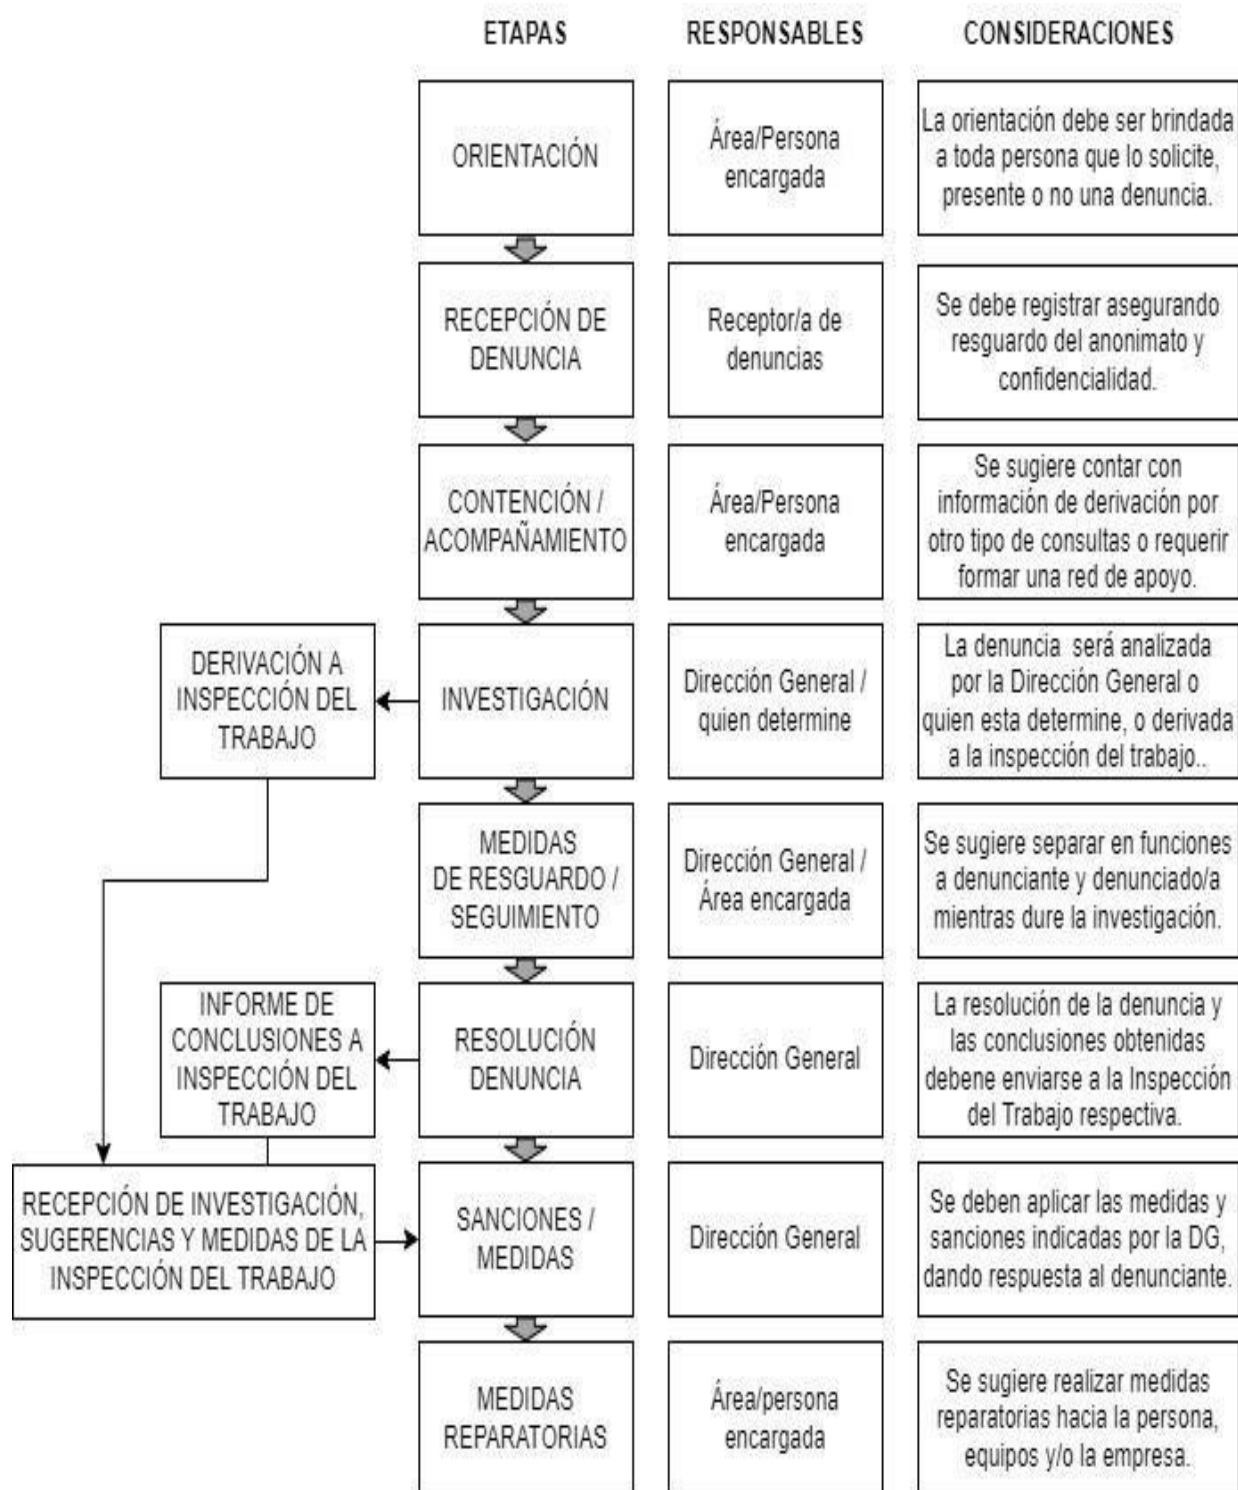 ETAPAS
RESPONSABLES
CONSIDERACIONES
ORIENTACIÓN
Área/Persona
encargada
La orientación debe ser brindada
a toda persona que lo solicite,
presente o no una denuncia.
RECEPCIÓN DE
DENUNCIA
Receptor/a de
denuncias
Se debe registrar asegurando
resguardo del anonimato y
confidencialidad.
CONTENCIÓN /
ACOMPAÑAMIENTO
Área/Persona
encargada
Se sugiere contar con
información de derivación por
otro tipo de consultas o requerir
formar una red de apoyo.
DERIVACIÓN A
INSPECCIÓN DEL
TRABAJO
INVESTIGACIÓN
Dirección General /
quien determine
La denuncia será analizada
por la Dirección General o
quien esta determine, o derivada
a la inspección del trabajo..
MEDIDAS
DE RESGUARDO /
SEGUIMIENTO
Dirección General /
Área encargada
Se sugiere separar en funciones
a denunciante y denunciado/a
mientras dure la investigación.
INFORME DE
CONCLUSIONES A
INSPECCIÓN DEL
TRABAJO
RESOLUCIÓN
DENUNCIA
Dirección General
La resolución de la denuncia y
las conclusiones obtenidas
debene enviarse a la Inspección
del Trabajo respectiva.
RECEPCIÓN DE INVESTIGACIÓN,
SUGERENCIAS Y MEDIDAS DE LA
INSPECCIÓN DEL TRABAJO
SANCIONES /
MEDIDAS
Dirección General
Se deben aplicar las medidas y
sanciones indicadas por la DG,
dando respuesta al denunciante.
MEDIDAS
REPARATORIAS
Área/persona
encargada
Se sugiere realizar medidas
reparatorias hacia la persona,
equipos y/o la empresa.